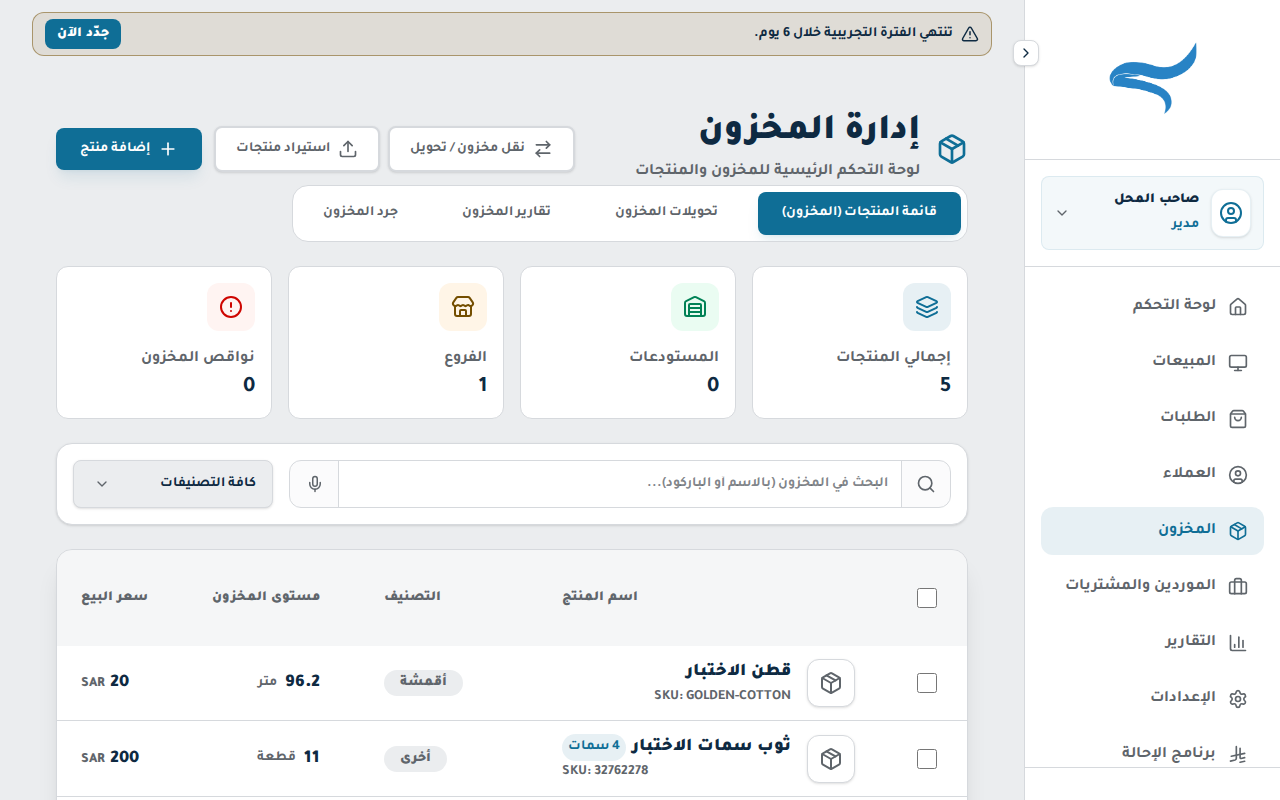 تنتهي الفترة التجريبية خلال 6 يوم.
جدّد الآن
صاحب المحل
مدير
لوحة التحكم
المبيعات
الطلبات
العملاء
المخزون
الموردين والمشتريات
التقارير
الإعدادات
برنامج الإحالة
إدارة المخزون
لوحة التحكم الرئيسية للمخزون والمنتجات
نقل مخزون / تحويل
استيراد منتجات
إضافة منتج
قائمة المنتجات (المخزون)
تحويلات المخزون
تقارير المخزون
جرد المخزون
إجمالي المنتجات
5
المستودعات
0
الفروع
1
نواقص المخزون
0
البحث في المخزون (بالاسم او الباركود)...
كافة التصنيفات
اسم المنتج
التصنيف
مستوى المخزون
سعر البيع
قطن الاختبار
SKU: GOLDEN-COTTON
أقمشة
96.2 متر
20 SAR
ثوب سمات الاختبار
4 سمات
SKU: 32762278
أخرى
11 قطعة
200 SAR